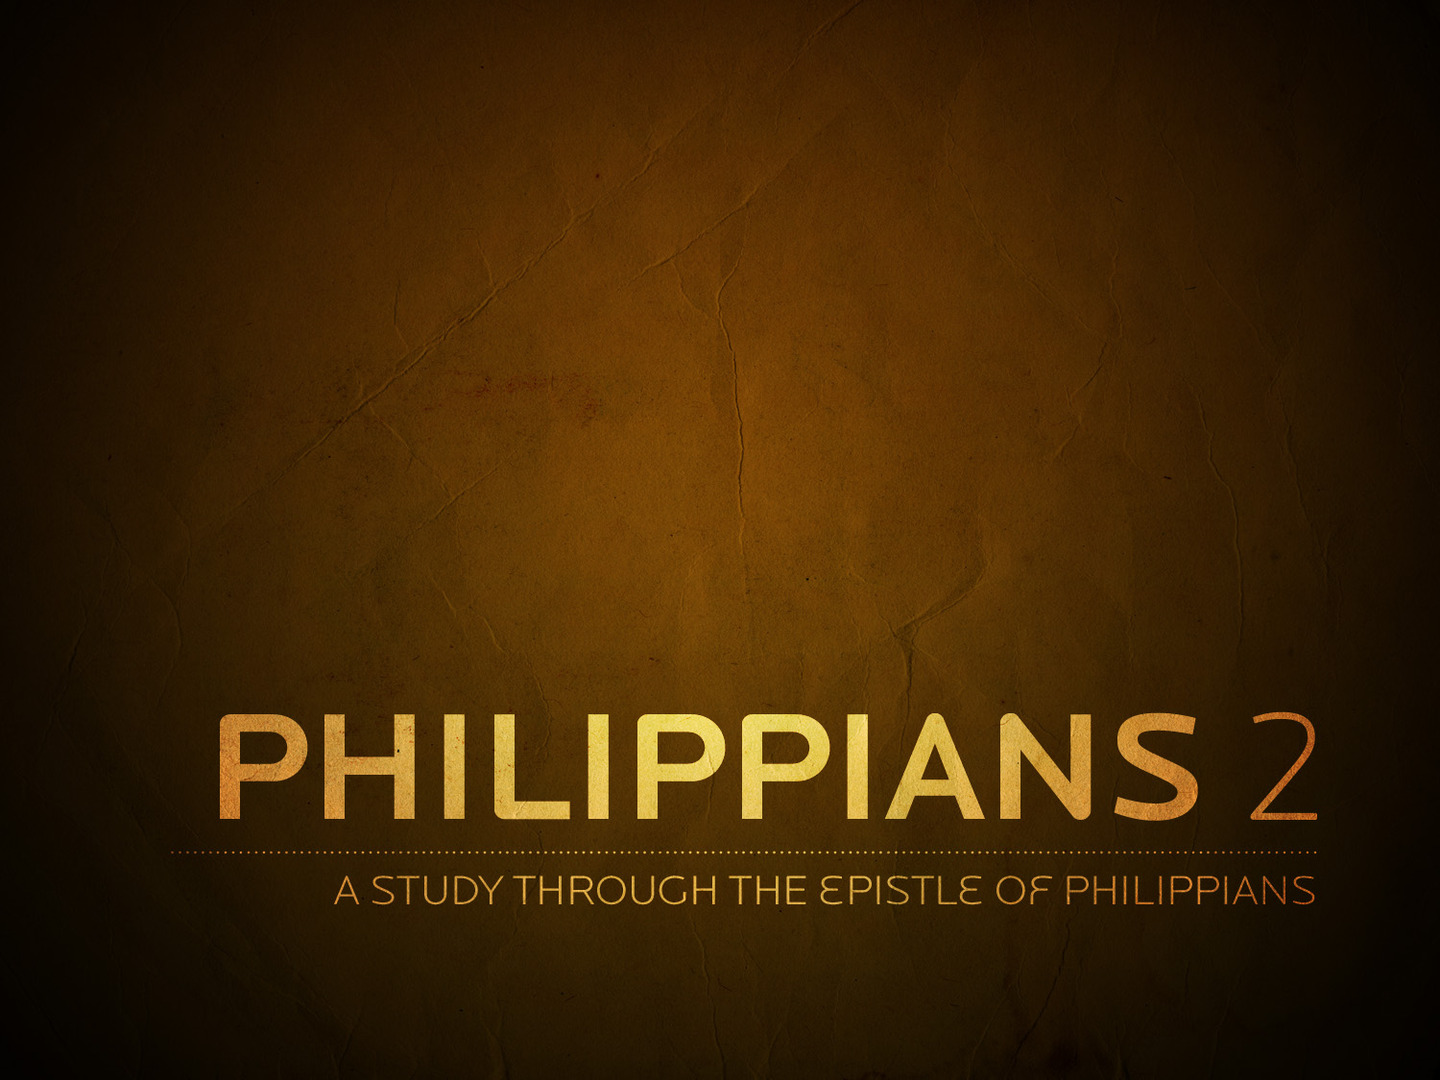 PHILIPPIANS 2
A STUDY THROUGH THE EPISTLE OF PHILIPPIANS